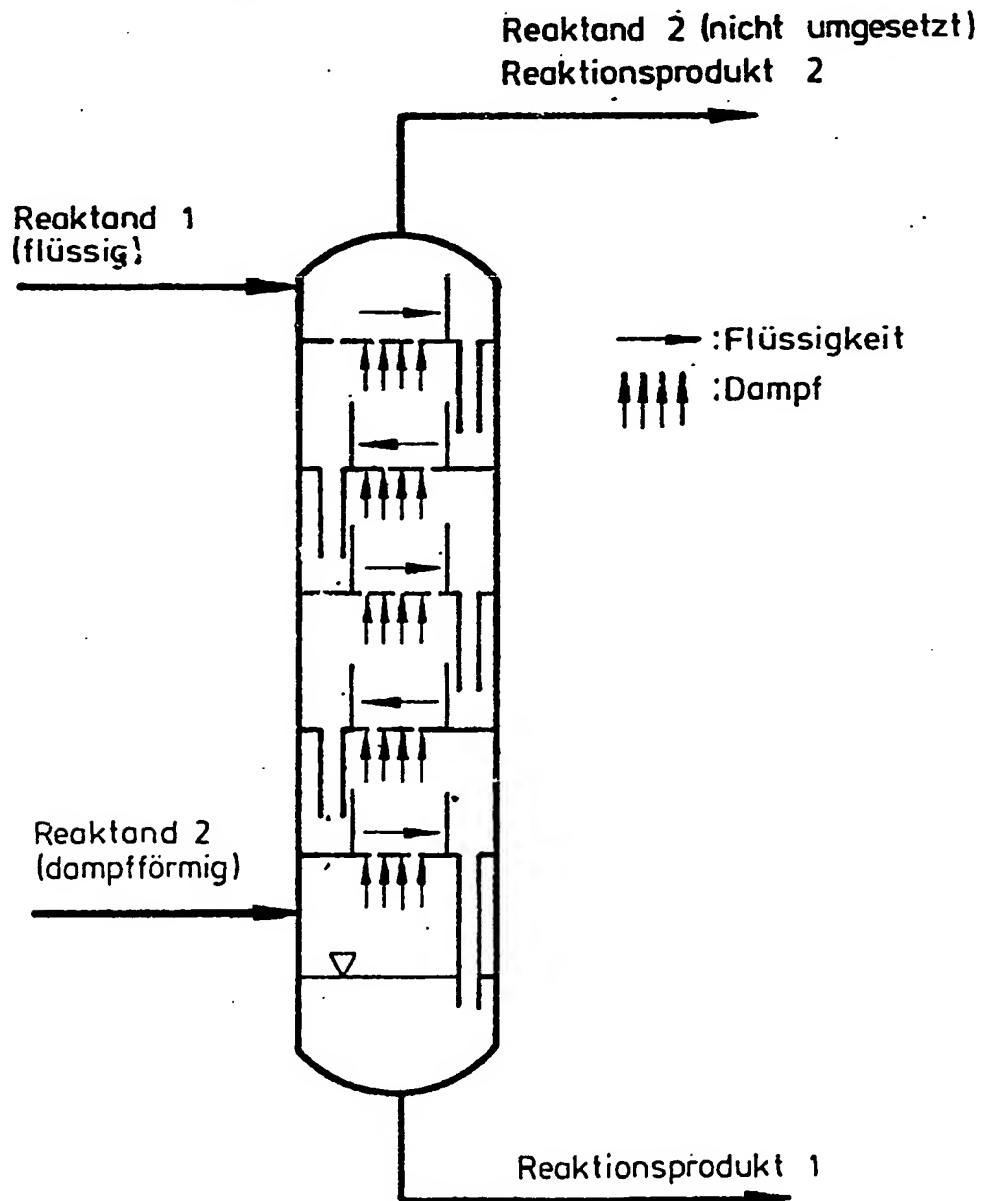 Reaktand 2 (nicht umgesetzt)
Reaktionsprodukt 2
Reaktand 1
(flüssig)
:Flüssigkeit
:Dampf
Reaktand 2
(dampfförmig)
Reaktionsprodukt 1